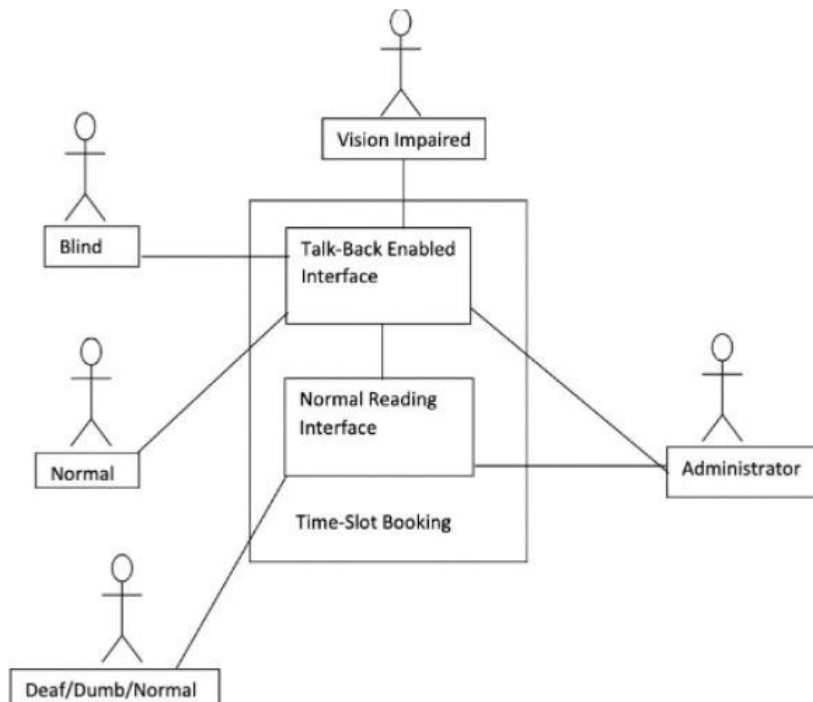 Vision Impaired
Blind
Talk-Back Enabled
Interface
Normal Reading
Interface
Normal
Administrator
Time-Slot Booking
Deaf/Dumb/Normal